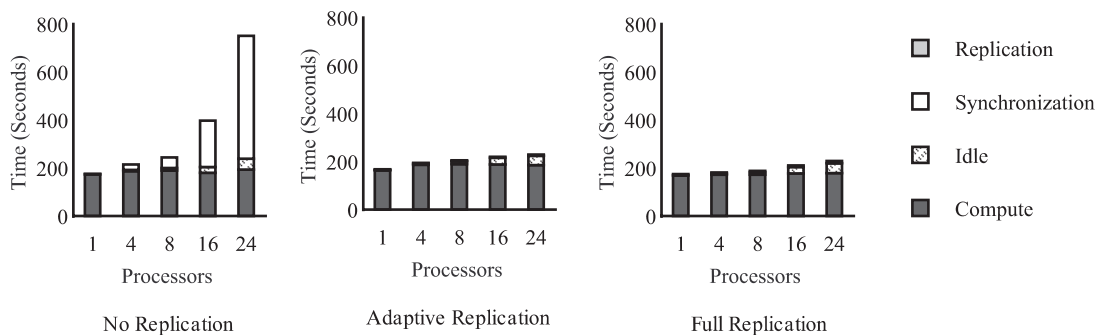 800
600
400
200
0
Time (Seconds)
1 4 8 16 24
Processors
No Replication
800
600
400
200
0
Time (Seconds)
1 4 8 16 24
Processors
Adaptive Replication
800
600
400
200
0
Time (Seconds)
1 4 8 16 24
Processors
Full Replication
Replication
Synchronization
Idle
Compute